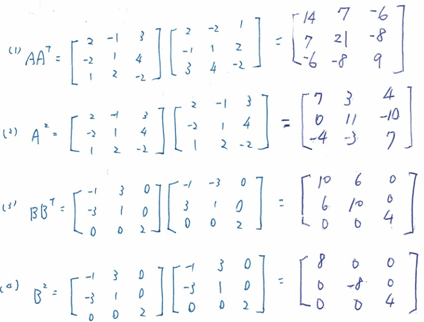 (1) AA^T = [2 -1 3; -2 1 4; 1 2 -2] [2 -2 1; -1 1 2; 3 4 -2] = [14 7 -6; 7 21 -8; -6 -8 9]
(2) A^2 = [2 -1 3; -2 1 4; 1 2 -2] [2 -1 3; -2 1 4; 1 2 -2] = [7 3 4; 0 11 -10; -4 -3 7]
(3) BB^T = [-1 3 0; -3 1 0; 0 0 2] [-1 -3 0; 3 1 0; 0 0 2] = [10 6 0; 6 10 0; 0 0 4]
B^2 = [-1 3 0; -3 1 0; 0 0 2] [-1 3 0; -3 1 0; 0 0 2] = [8 0 0; 0 -8 0; 0 0 4]